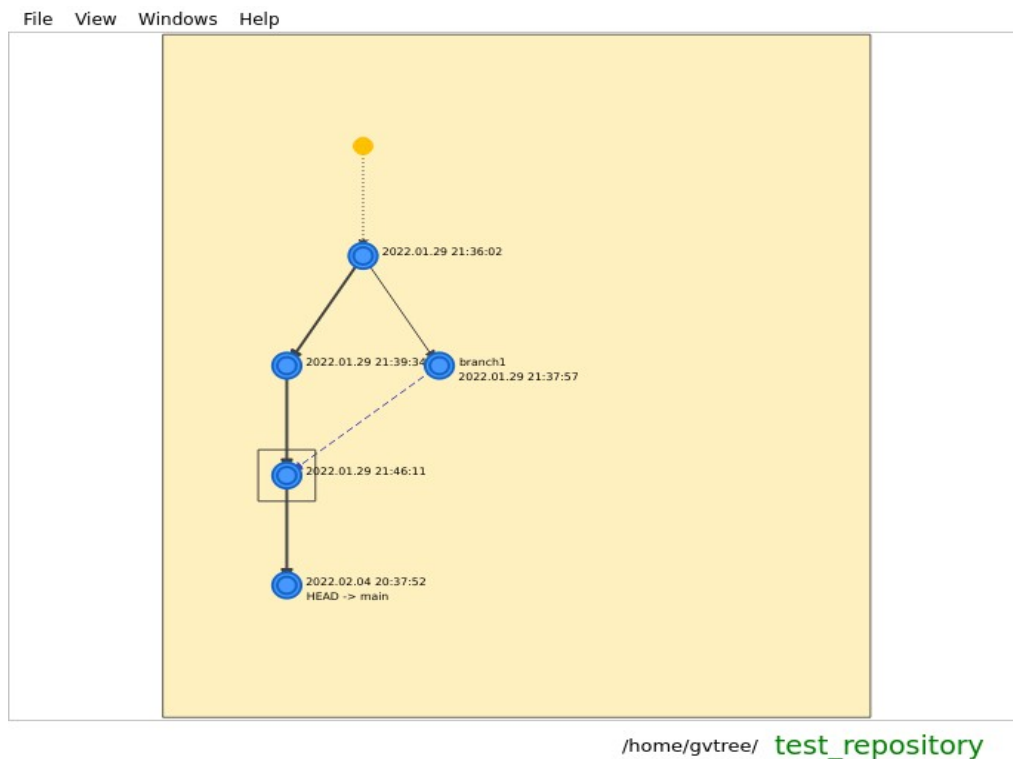 File View Windows Help
2022.01.29 21:36:02
2022.01.29 21:39:34
branch1
2022.01.29 21:37:57
2022.01.29 21:46:11
2022.02.04 20:37:52
HEAD -> main
/home/gvtree/ test_repository